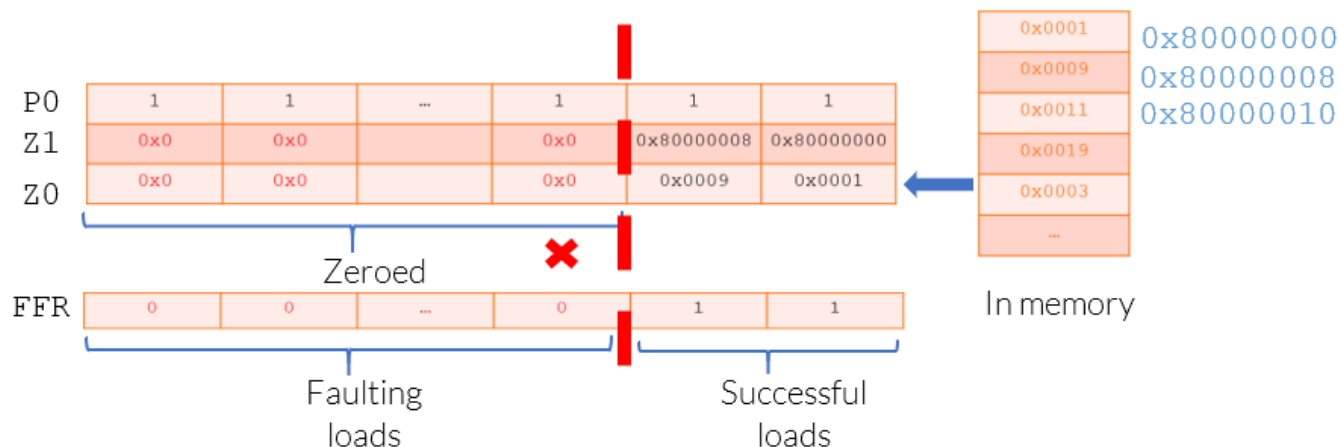 P0 1 1 … 1 1 1
Z1 0x0 0x0 0x0 0x80000008 0x80000000
Z0 0x0 0x0 0x0 0x0009 0x0001
Zeroed
FFR 0 0 … 0 1 1
Faulting
loads
Successful
loads
0x0001 0x80000000
0x0009 0x80000008
0x0011 0x80000010
0x0019
0x0003
…
In memory